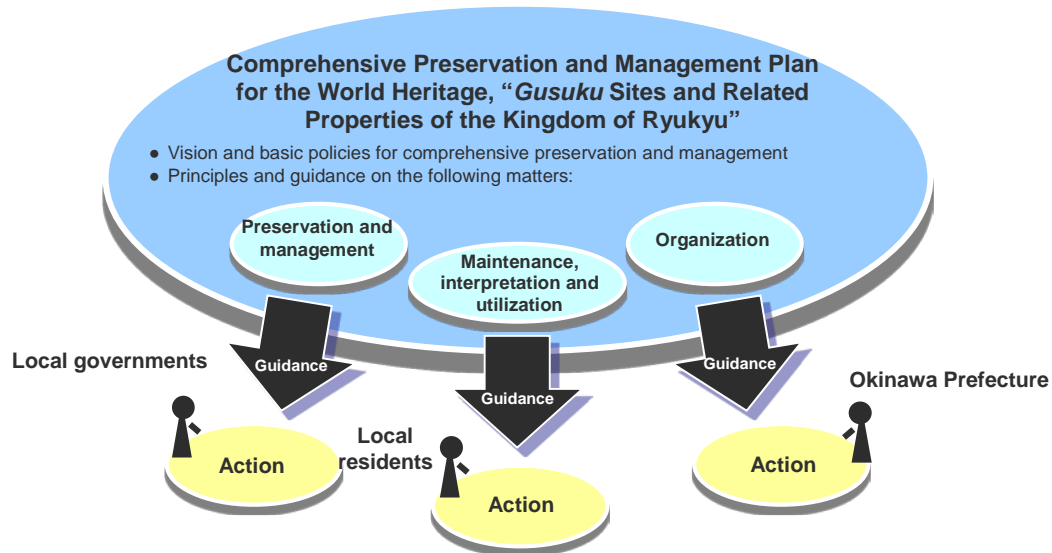 Comprehensive Preservation and Management Plan
for the World Heritage, “Gusuku Sites and Related
Properties of the Kingdom of Ryukyu”
● Vision and basic policies for comprehensive preservation and management
● Principles and guidance on the following matters:
Preservation and
management
Maintenance,
interpretation and
utilization
Organization
Local governments
Guidance
Guidance
Guidance
Okinawa Prefecture
Action
Local
residents
Action
Action